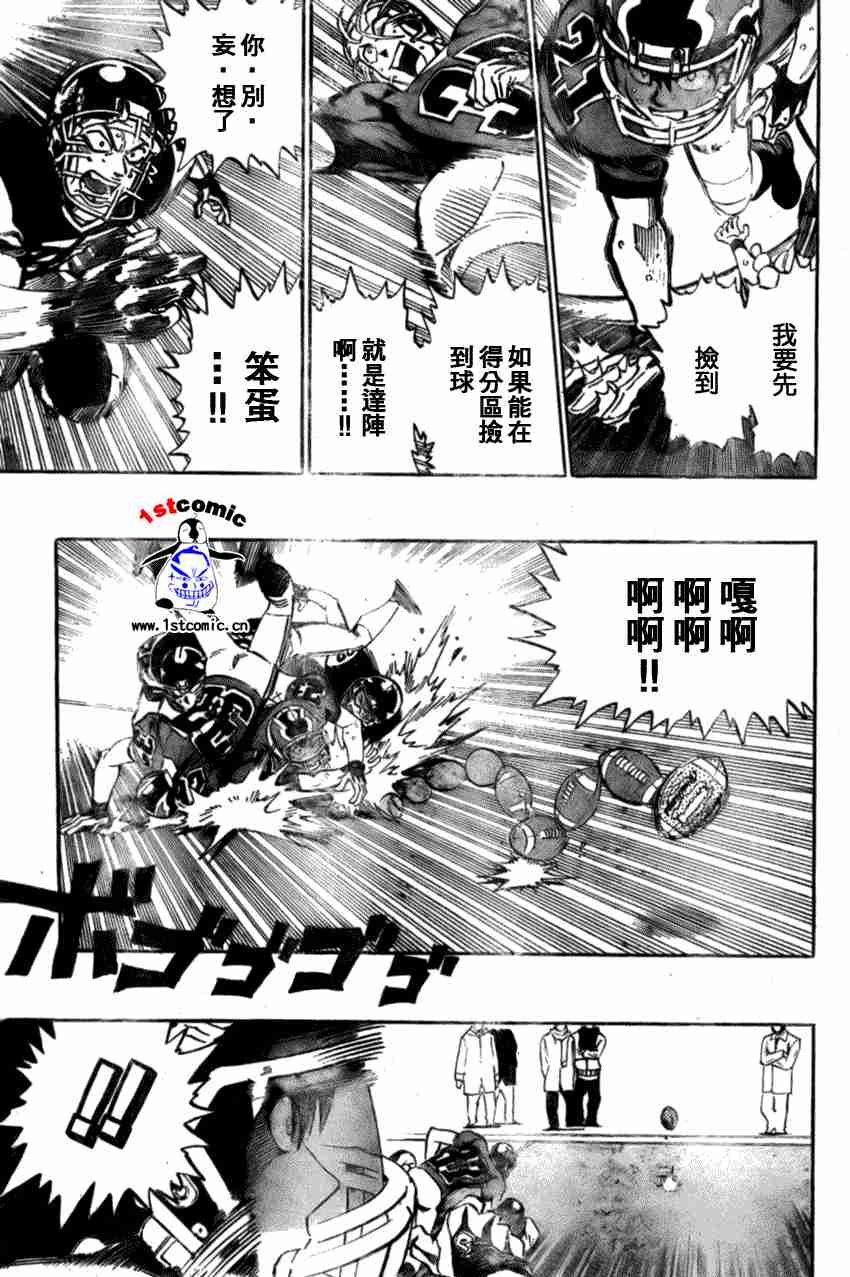 我要先
撿到
如果能在
得分區撿
到球
就是達陣
啊……!!
你·別·
妄·想了
笨蛋
…!!
嘎啊
啊啊
啊啊
!!
1stcomic
www.1stcomic.cn
ボゴゴゴゴ
!!